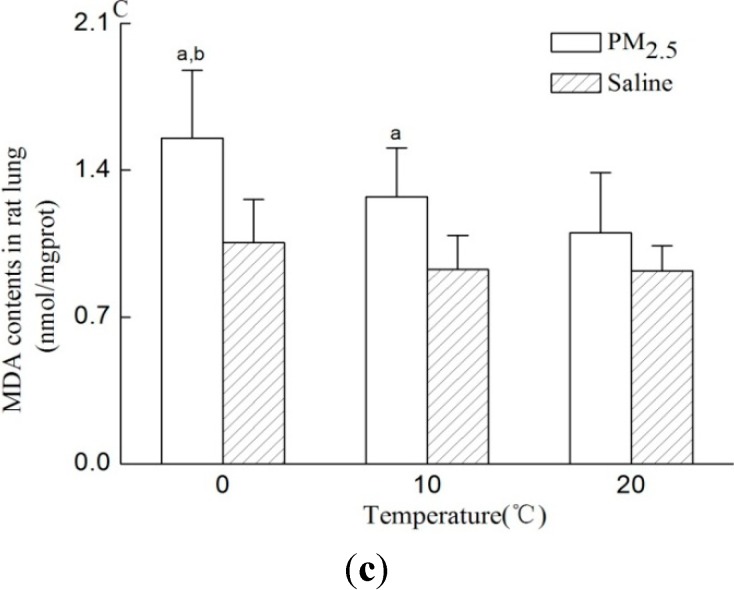 C
2.1
a,b
PM2.5
Saline
a
1.4
0.7
0.0
MDA contents in rat lung
(nmol/mgprot)
0 10 20
Temperature(℃)
(c)